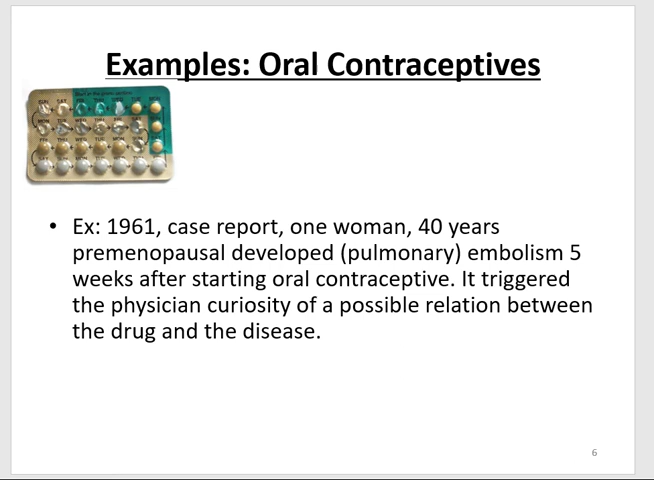 Examples: Oral Contraceptives
• Ex: 1961, case report, one woman, 40 years
premenopausal developed (pulmonary) embolism 5
weeks after starting oral contraceptive. It triggered
the physician curiosity of a possible relation between
the drug and the disease.
6